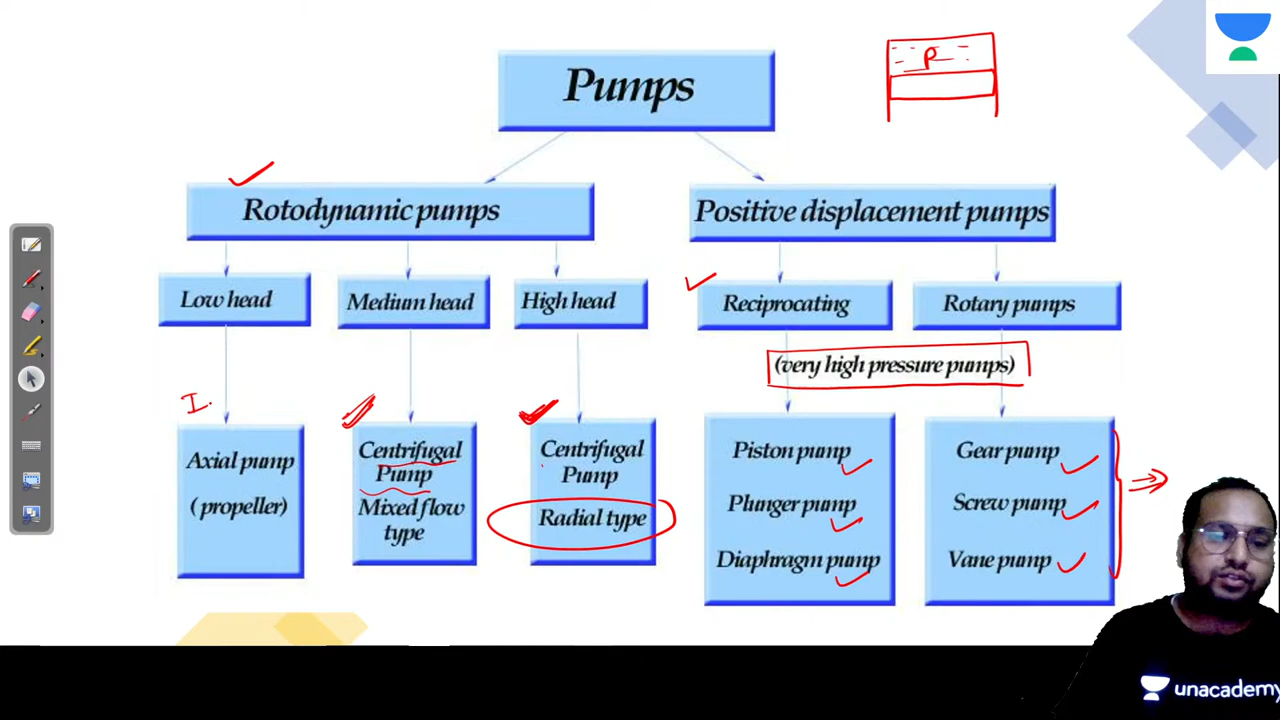 Pumps
P
Rotodynamic pumps
Positive displacement pumps
Low head
Medium head
High head
Reciprocating
Rotary pumps
(very high pressure pumps)
I.
Axial pump
(propeller)
Centrifugal
Pump
Mixed flow
type
Centrifugal
Pump
Radial type
Piston pump
Plunger pump
Diaphragm pump
Gear pump
Screw pump
Vane pump
unacademy